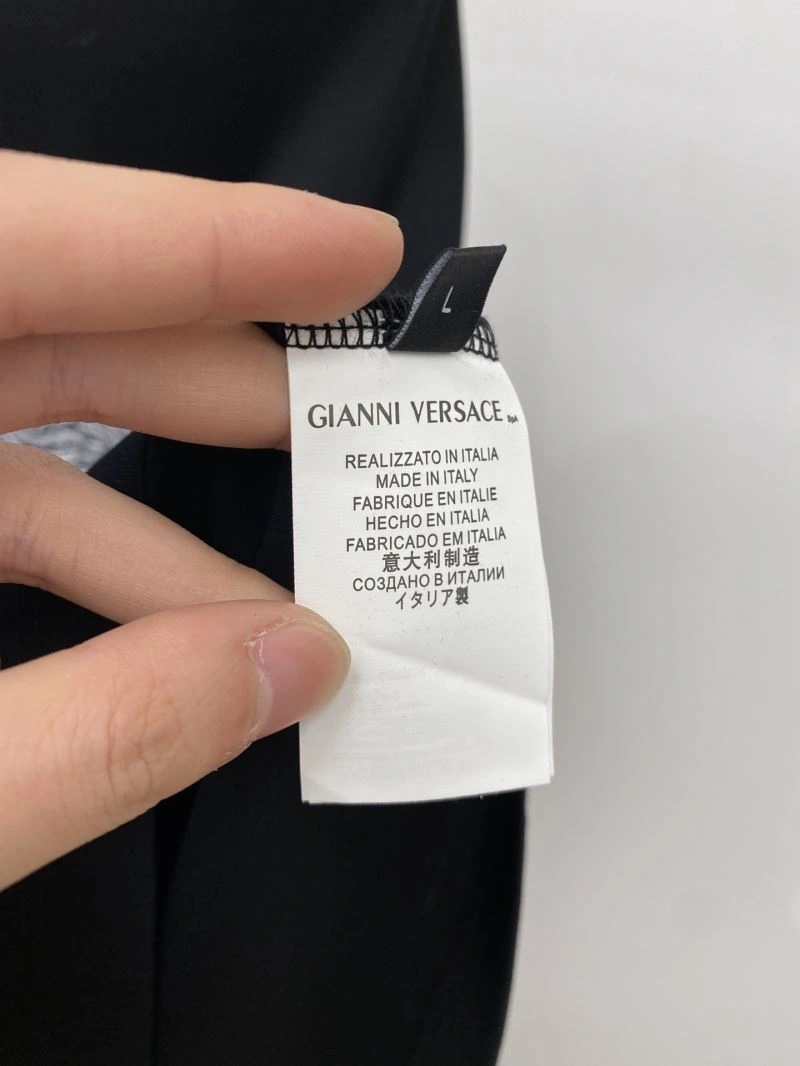 L
GIANNI VERSACE SpA
REALIZZATO IN ITALIA
MADE IN ITALY
FABRIQUE EN ITALIE
HECHO EN ITALIA
FABRICADO EM ITALIA
意大利制造
СОЗДАНО В ИТАЛИИ
イタリア製